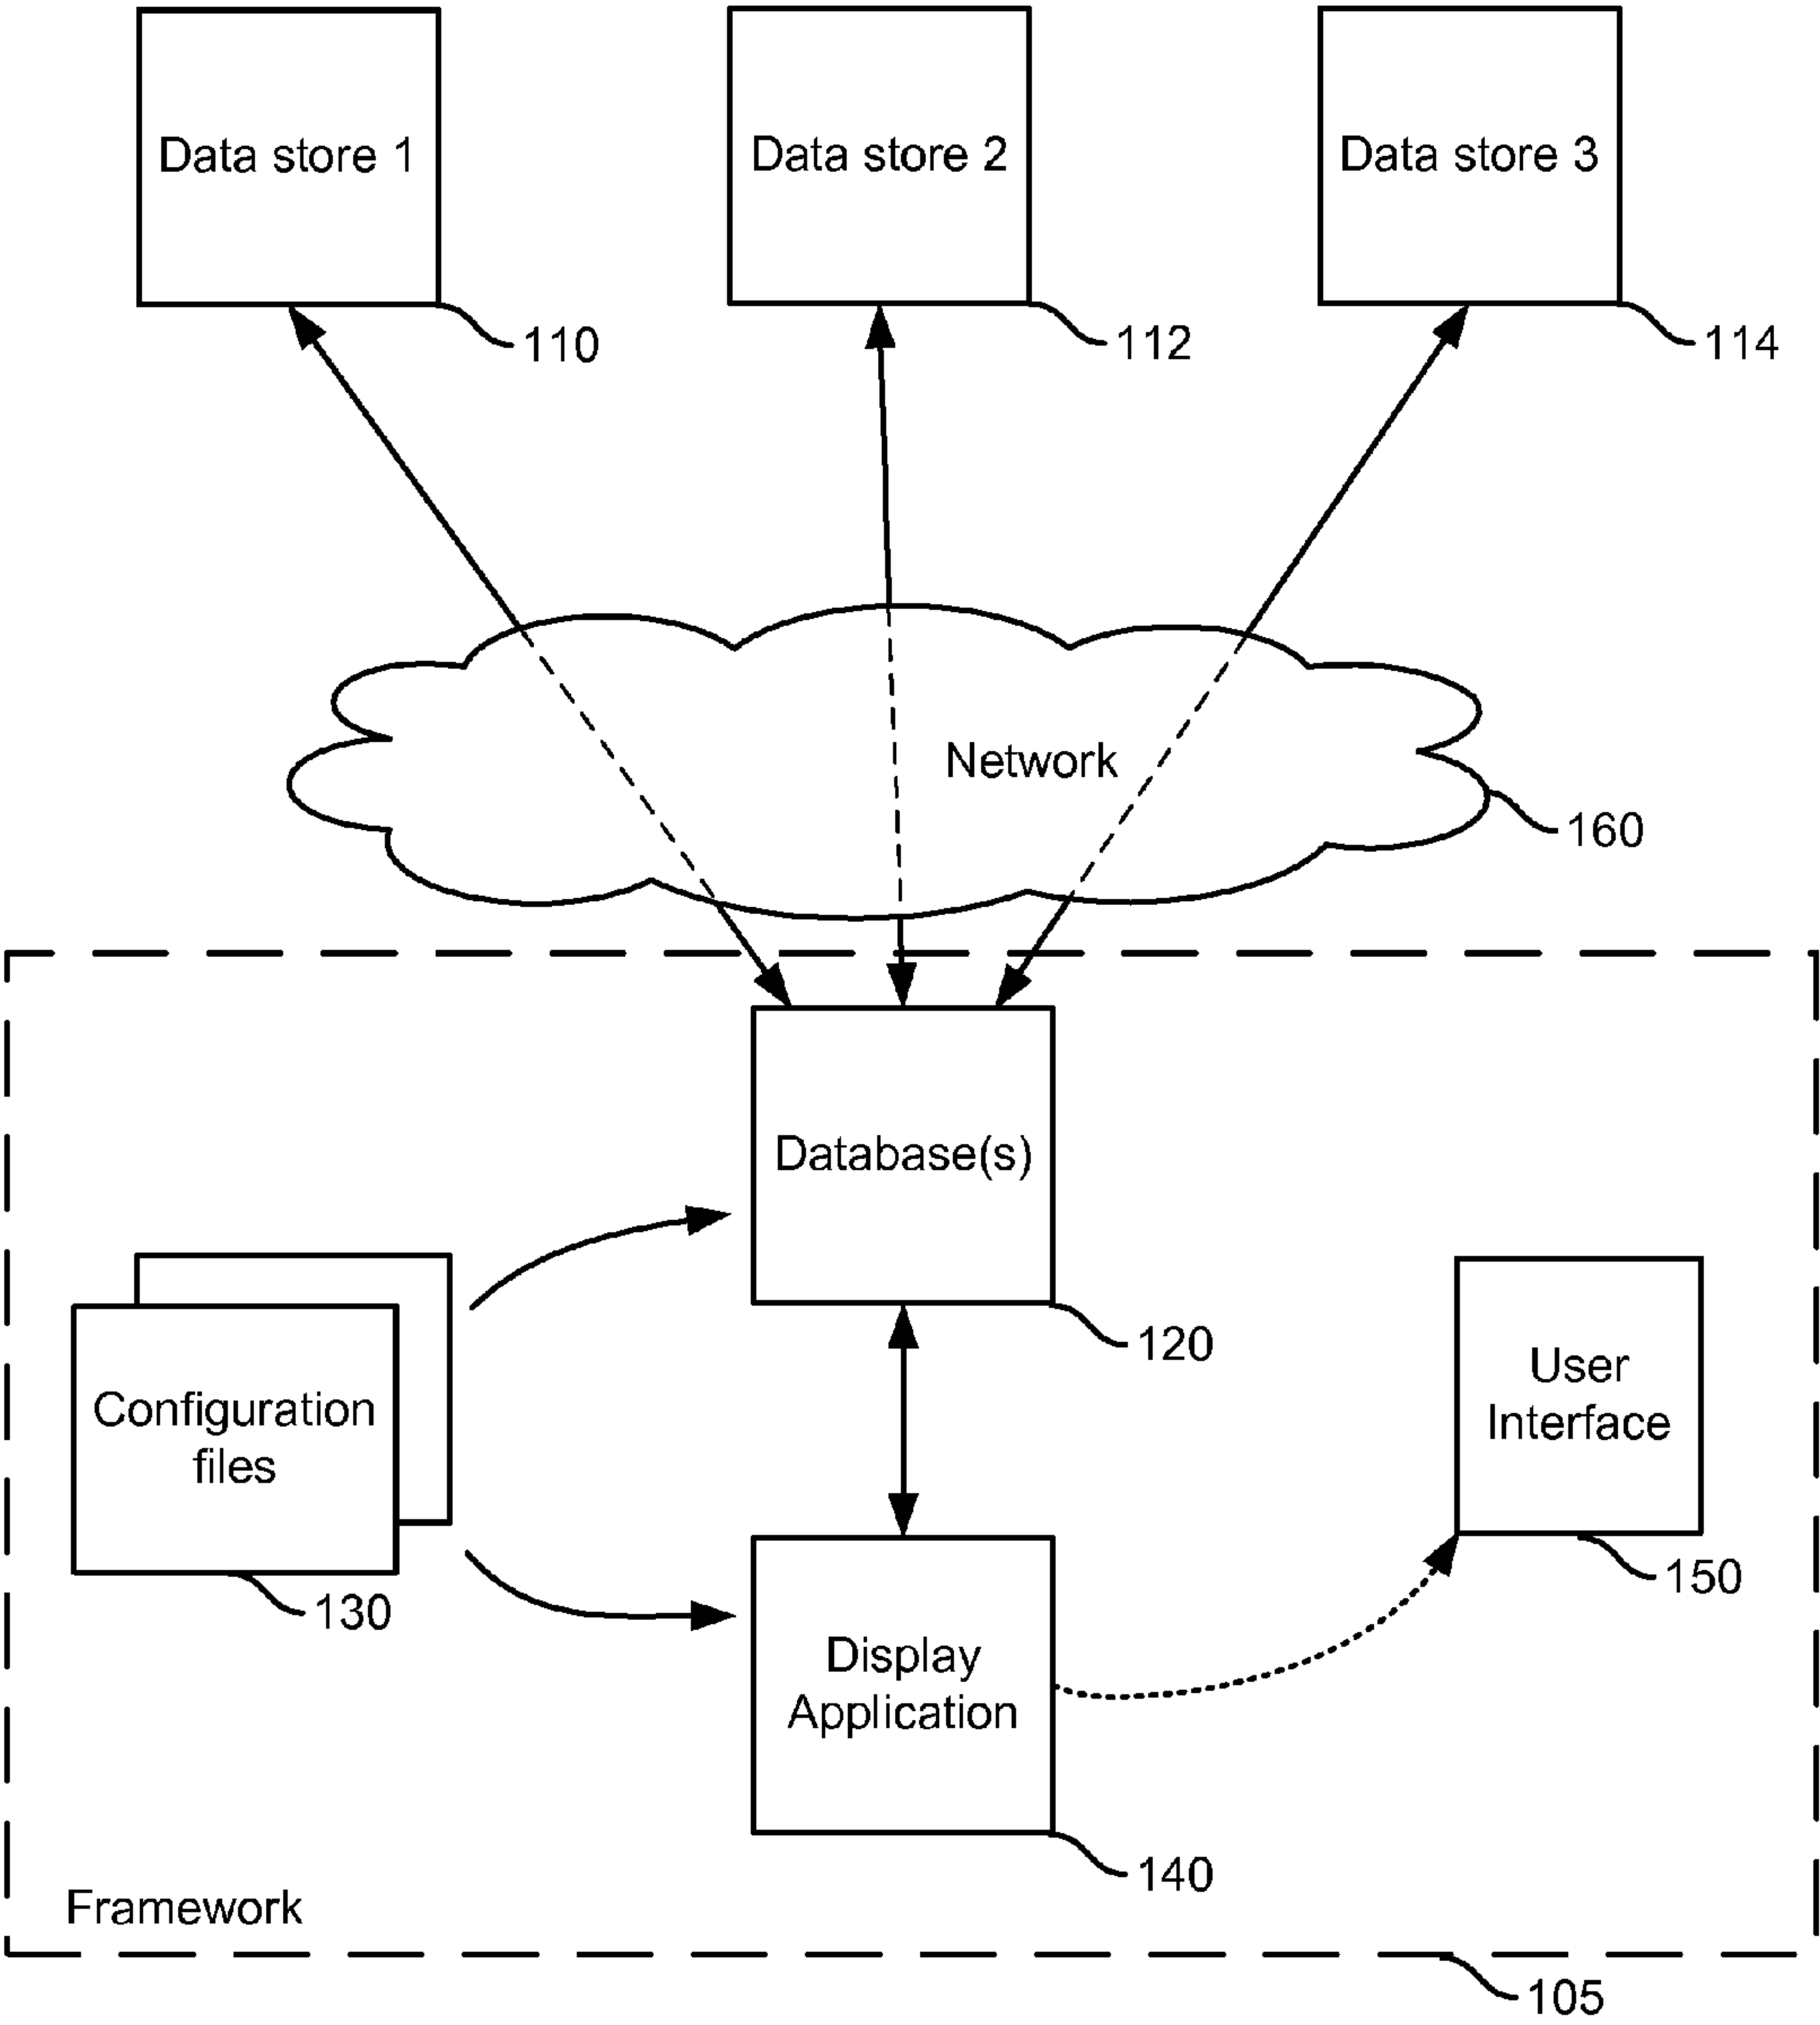 Data store 1
Data store 2
Data store 3
110
112
114
Network
160
Database(s)
120
Configuration
files
130
User
Interface
150
Display
Application
140
Framework
105